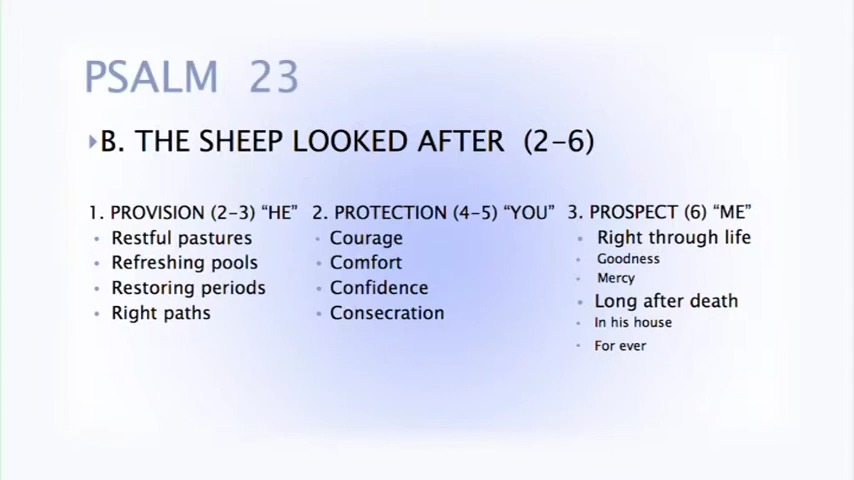 PSALM 23
B. THE SHEEP LOOKED AFTER (2-6)
1. PROVISION (2-3) “HE”
Restful pastures
Refreshing pools
Restoring periods
Right paths
2. PROTECTION (4-5) “YOU”
Courage
Comfort
Confidence
Consecration
3. PROSPECT (6) “ME”
Right through life
Goodness
Mercy
Long after death
In his house
For ever